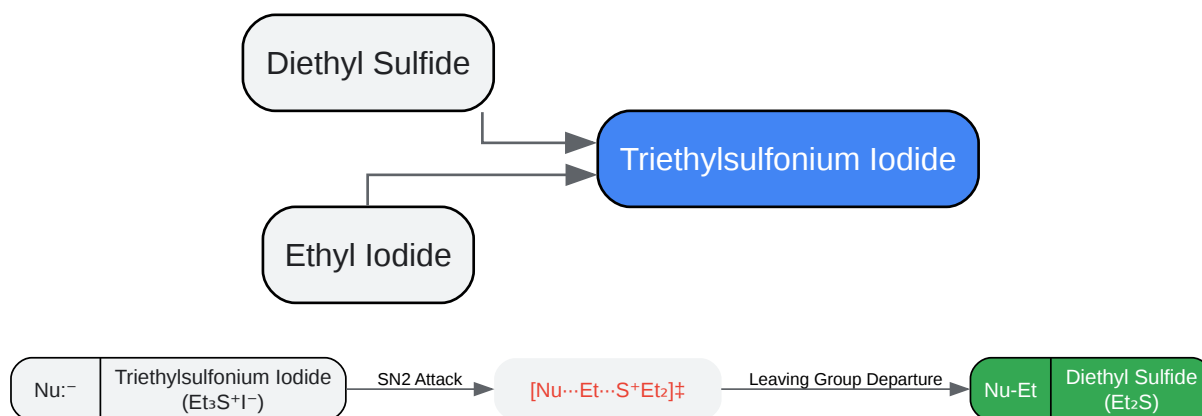 Diethyl Sulfide
Triethylsulfonium Iodide
Ethyl Iodide
Nu:⁻
Triethylsulfonium Iodide
(Et₃S⁺I⁻)
SN2 Attack
[Nu···Et···S⁺Et₂]‡
Leaving Group Departure
Nu-Et
Diethyl Sulfide
(Et₂S)